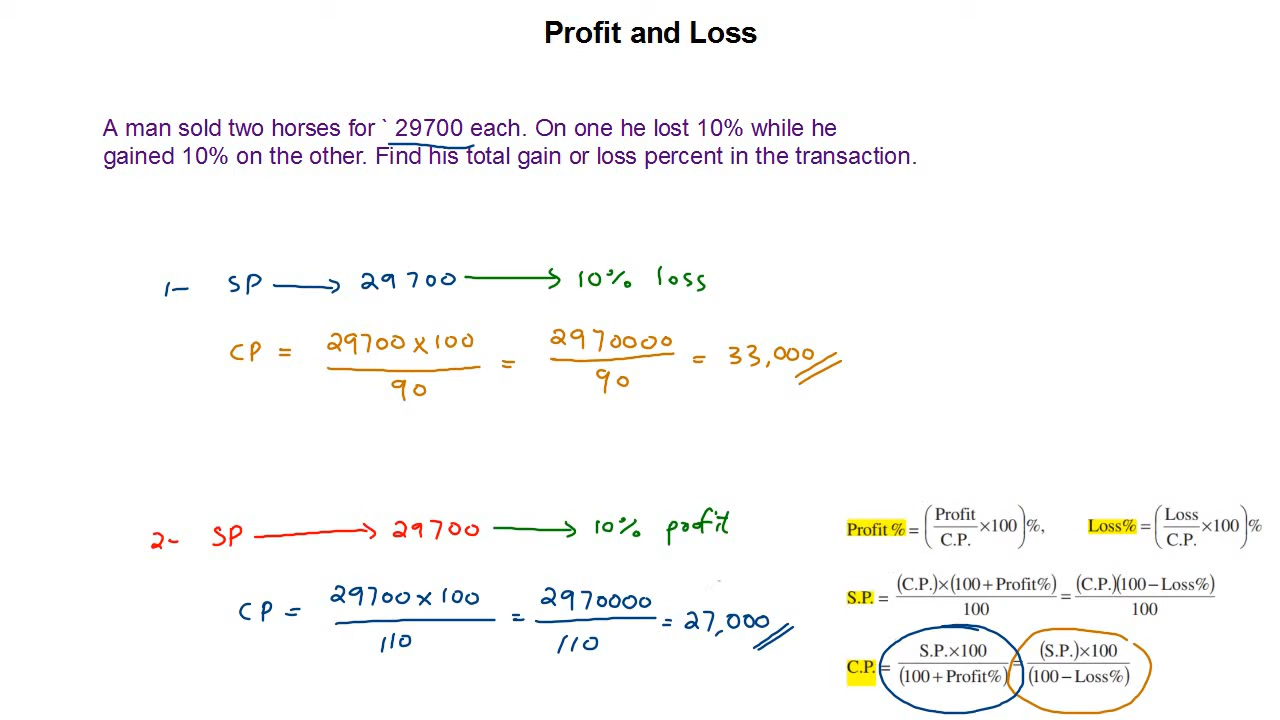 Profit and Loss
A man sold two horses for ` 29700 each. On one he lost 10% while he
gained 10% on the other. Find his total gain or loss percent in the transaction.
1- SP → 29700 → 10% loss
CP = 29700 x 100 / 90 = 2970000 / 90 = 33,000
2- SP → 29700 → 10% profit
CP = 29700 x 100 / 110 = 2970000 / 110 = 27,000
Profit % = (Profit / C.P. ×100)%, Loss% = (Loss / C.P. ×100)%
S.P. = (C.P.)×(100+Profit%) / 100 = (C.P.)(100−Loss%) / 100
C.P. = S.P.×100 / (100+Profit%) = (S.P.)×100 / (100−Loss%)